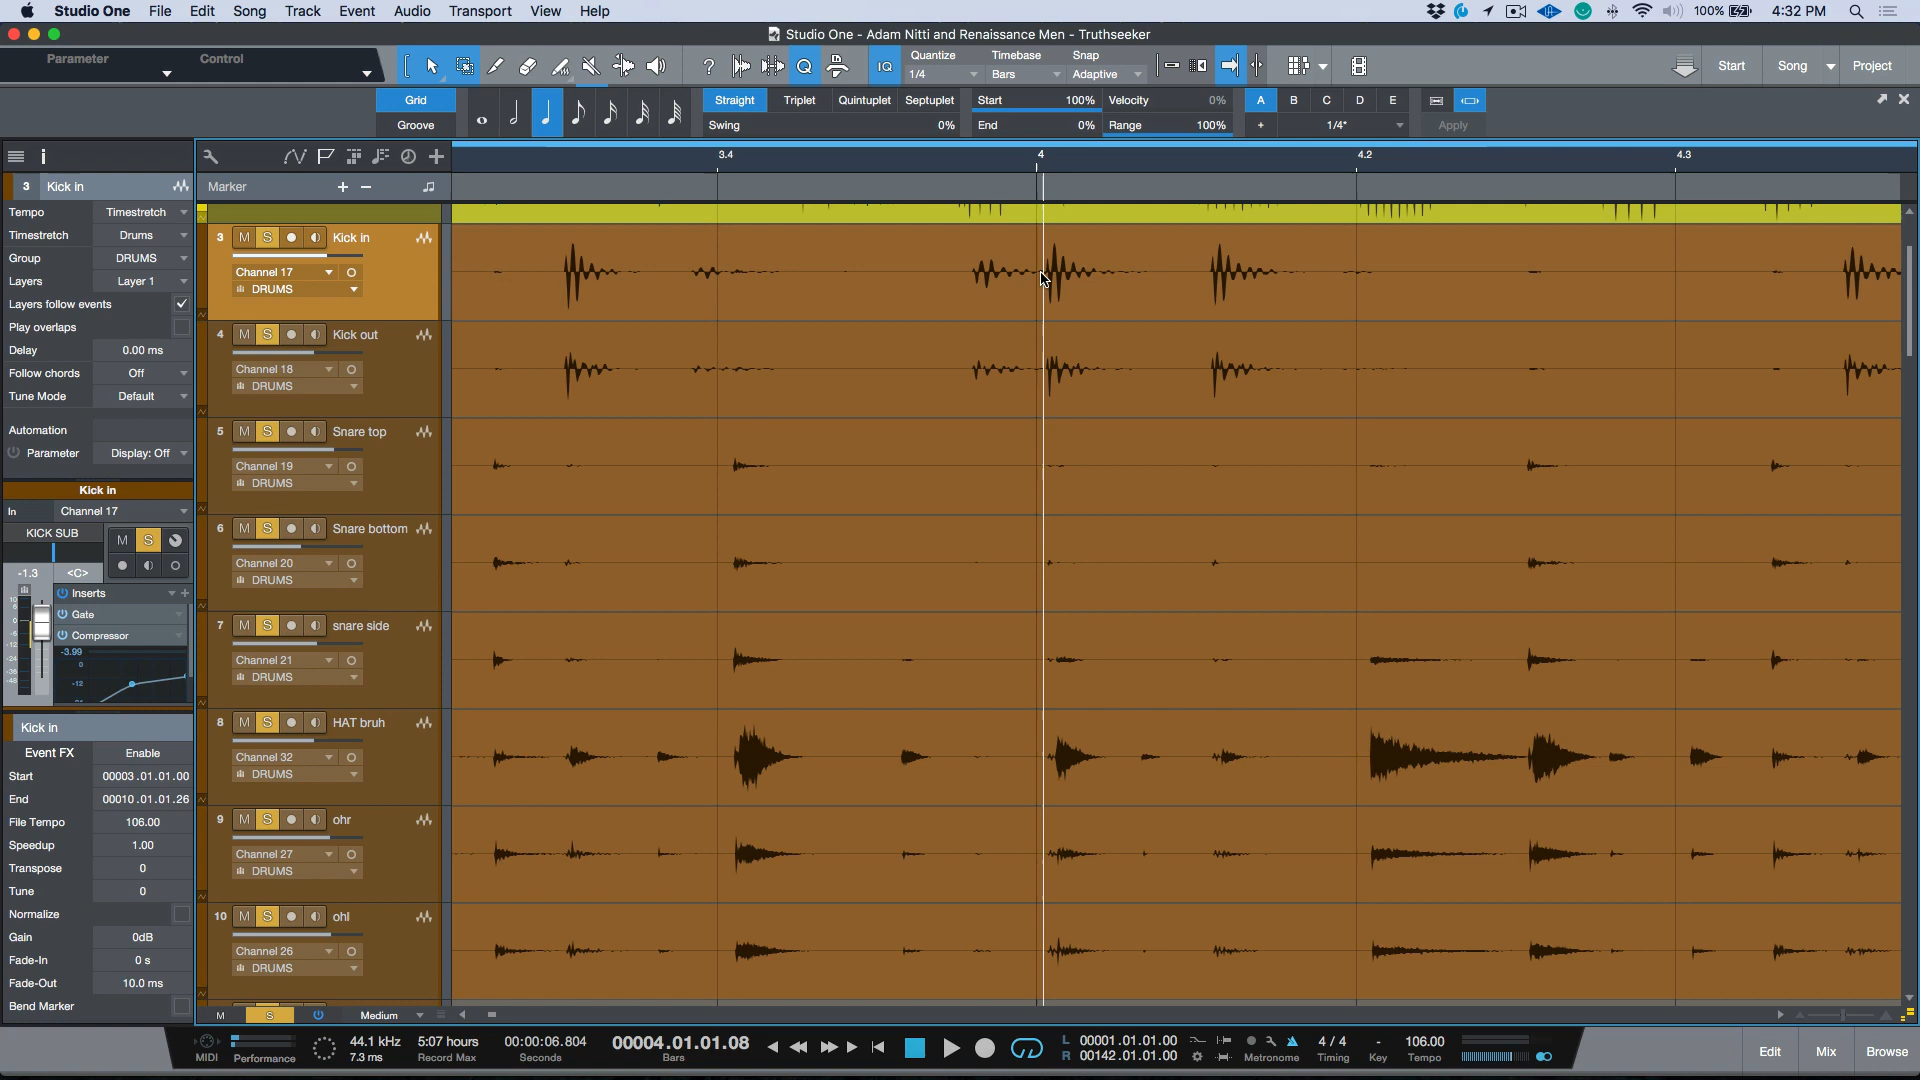 Studio One File Edit Song Track Event Audio Transport View Help
100% 4:32 PM
Studio One - Adam Nitti and Renaissance Men - Truthseeker
Parameter Control
? Q IQ
Quantize Timebase Snap
1/4 Bars Adaptive
Start Song Project
Grid
Groove
Straight Triplet Quintuplet Septuplet
Swing 0%
Start 100% Velocity 0%
End 0% Range 100%
A B C D E
+ 1/4* Apply
3.4 4 4.2 4.3
Marker + −
3 Kick in
Tempo Timestretch
Timestretch Drums
Group DRUMS
Layers Layer 1
Layers follow events
Play overlaps
Delay 0.00 ms
Follow chords Off
Tune Mode Default
Automation
Parameter Display: Off
Kick in
In Channel 17
KICK SUB M S
-1.3 <C>
Inserts
Gate
Compressor
-3.99
0
-12
Kick in
Event FX Enable
Start 00003.01.01.00
End 00010.01.01.26
File Tempo 106.00
Speedup 1.00
Transpose 0
Tune 0
Normalize
Gain 0dB
Fade-In 0 s
Fade-Out 10.0 ms
Bend Marker
3 M S Kick in
Channel 17
DRUMS
4 M S Kick out
Channel 18
DRUMS
5 M S Snare top
Channel 19
DRUMS
6 M S Snare bottom
Channel 20
DRUMS
7 M S snare side
Channel 21
DRUMS
8 M S HAT bruh
Channel 32
DRUMS
9 M S ohr
Channel 27
DRUMS
10 M S ohl
Channel 26
DRUMS
M S Medium
MIDI Performance
44.1 kHz
7.3 ms
5:07 hours
Record Max
00:00:06.804
Seconds
00004.01.01.08
Bars
L 00001.01.01.00
R 00142.01.01.00
Metronome
4 / 4
Timing
-
Key
106.00
Tempo
Edit Mix Browse